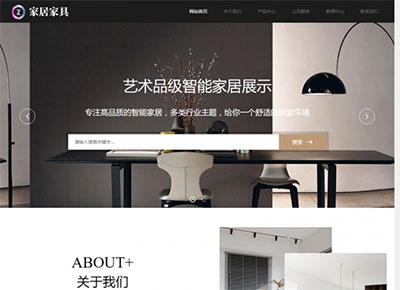 Z 家居家具
网站首页 关于我们 产品中心 公司服务 新闻中心 联系我们
艺术品级智能家居展示
专注高品质的智能家居，多类行业主题，给你一个舒适的居家环境
请输入搜索关键字...
搜索
ABOUT+
关于我们